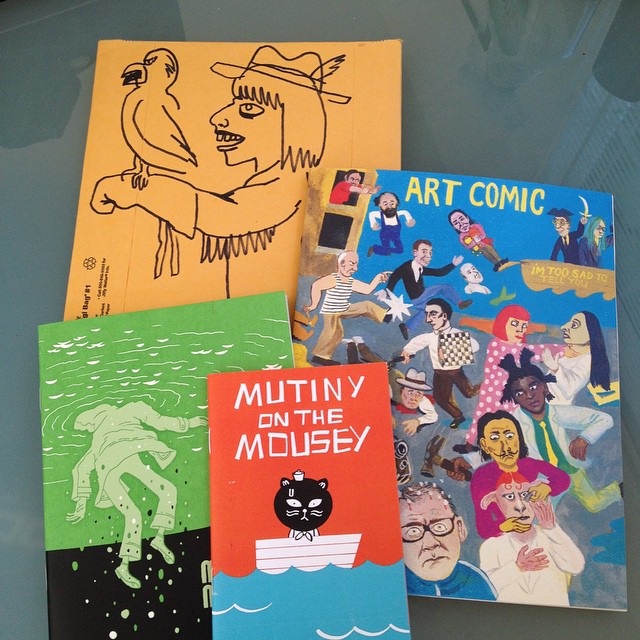 ART COMIC
I'M TOO SAD TO
TELL YOU
MUTINY
ON THE
MOUSEY